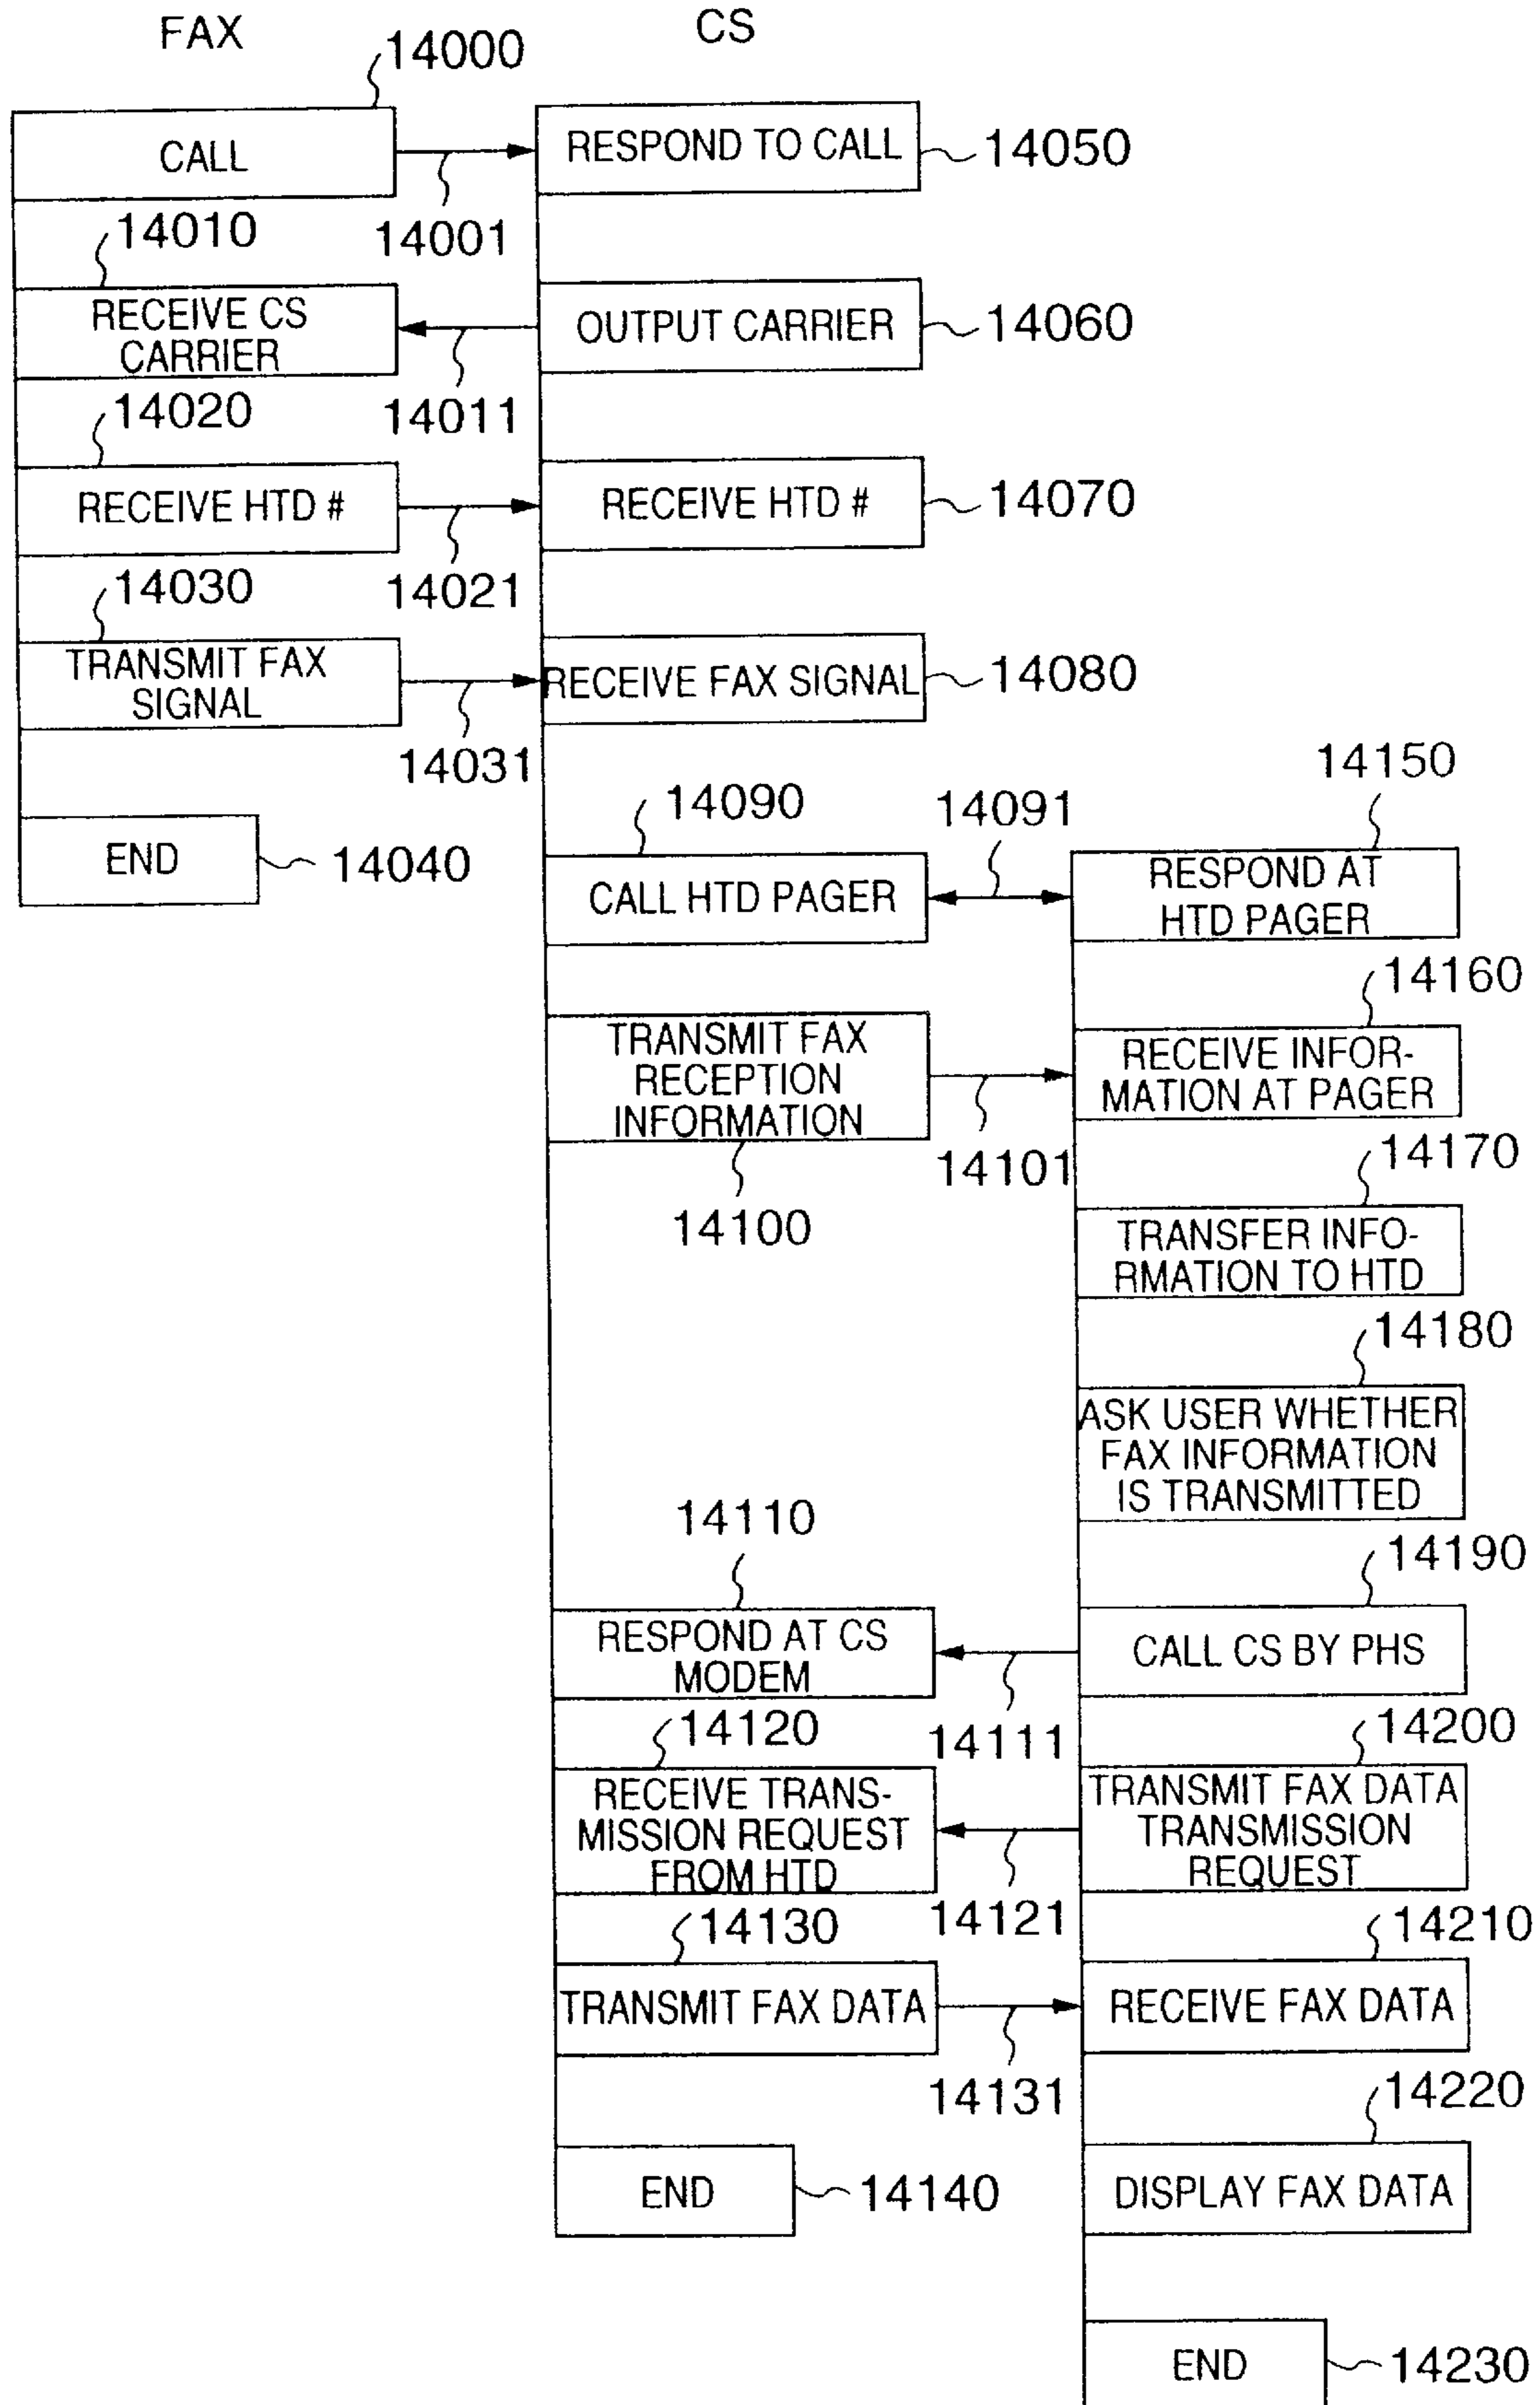 FAX
CS
14000
CALL
RESPOND TO CALL
14050
14001
14010
RECEIVE CS
CARRIER
OUTPUT CARRIER
14060
14011
14020
RECEIVE HTD #
RECEIVE HTD #
14070
14021
14030
TRANSMIT FAX
SIGNAL
RECEIVE FAX SIGNAL
14080
14031
14150
14090
14091
END
14040
CALL HTD PAGER
RESPOND AT
HTD PAGER
14160
TRANSMIT FAX
RECEPTION
INFORMATION
RECEIVE INFOR-
MATION AT PAGER
14101
14170
14100
TRANSFER INFO-
RMATION TO HTD
14180
ASK USER WHETHER
FAX INFORMATION
IS TRANSMITTED
14110
14190
RESPOND AT CS
MODEM
CALL CS BY PHS
14111
14120
14200
RECEIVE TRANS-
MISSION REQUEST
FROM HTD
TRANSMIT FAX DATA
TRANSMISSION
REQUEST
14121
14130
14210
TRANSMIT FAX DATA
RECEIVE FAX DATA
14131
14220
END
14140
DISPLAY FAX DATA
END
14230